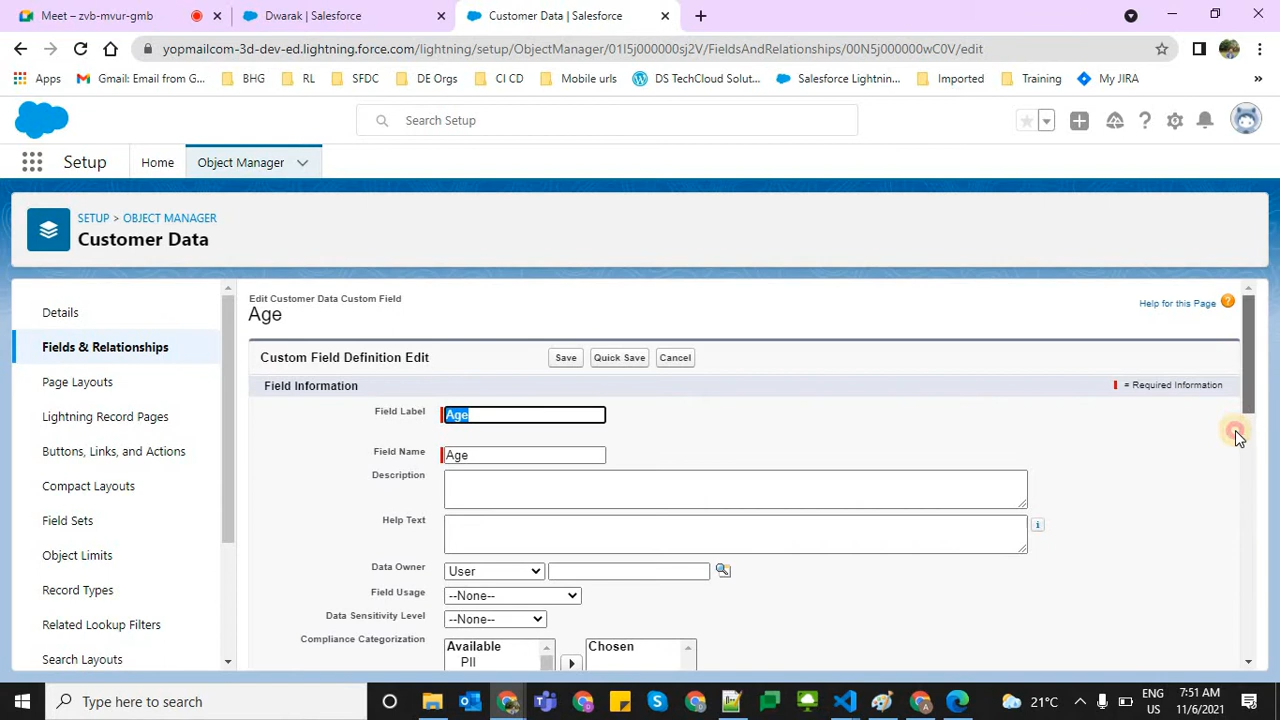 Meet – zvb-mvur-gmb
Dwarak | Salesforce
Customer Data | Salesforce
yopmailcom-3d-dev-ed.lightning.force.com/lightning/setup/ObjectManager/01I5j000000sj2V/FieldsAndRelationships/00N5j000000wC0V/edit
Apps
Gmail: Email from G...
BHG
RL
SFDC
DE Orgs
CI CD
Mobile urls
DS TechCloud Solut...
Salesforce Lightnin...
Imported
Training
My JIRA
»
Search Setup
Setup
Home
Object Manager
SETUP > OBJECT MANAGER
Customer Data
Details
Fields & Relationships
Page Layouts
Lightning Record Pages
Buttons, Links, and Actions
Compact Layouts
Field Sets
Object Limits
Record Types
Related Lookup Filters
Search Layouts
Edit Customer Data Custom Field
Age
Help for this Page
Custom Field Definition Edit
Save
Quick Save
Cancel
Field Information
= Required Information
Field Label
Age
Field Name
Age
Description
Help Text
Data Owner
User
Field Usage
--None--
Data Sensitivity Level
--None--
Compliance Categorization
Available
Chosen
PII
Type here to search
21°C
ENG
US
7:51 AM
11/6/2021